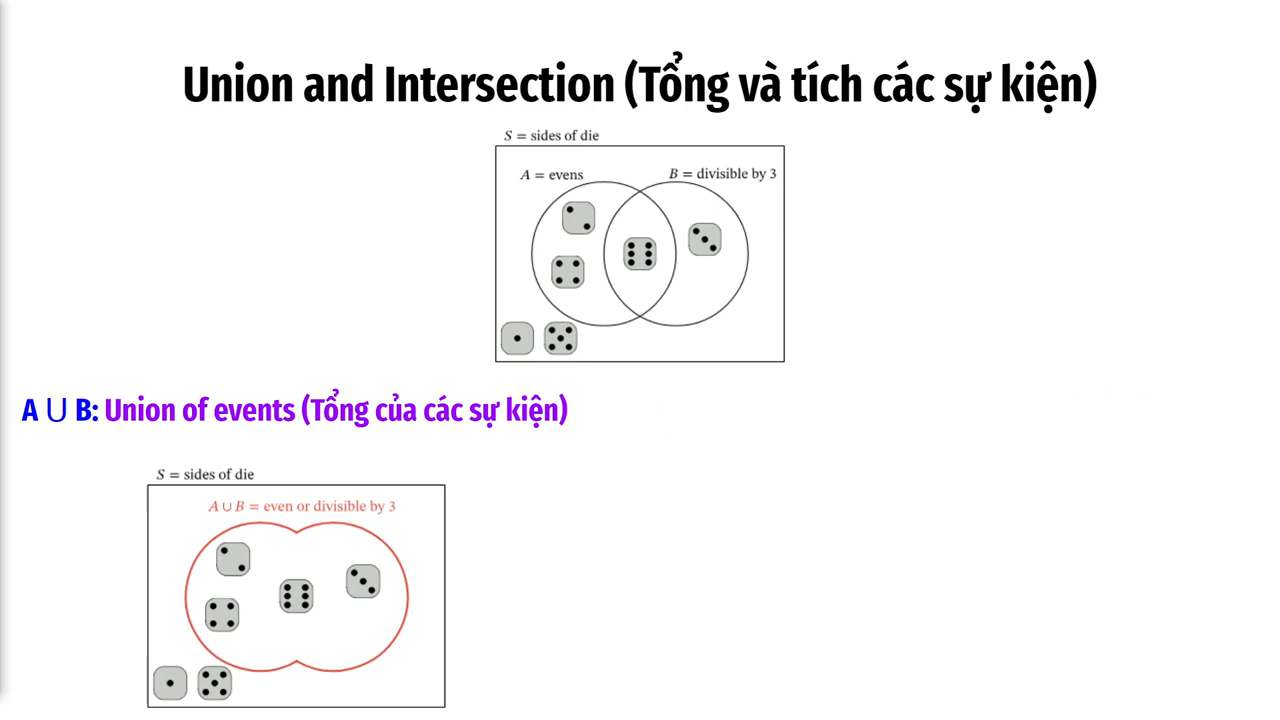 Union and Intersection (Tổng và tích các sự kiện)
S = sides of die
A = evens
B = divisible by 3
A ∪ B: Union of events (Tổng của các sự kiện)
S = sides of die
A ∪ B = even or divisible by 3